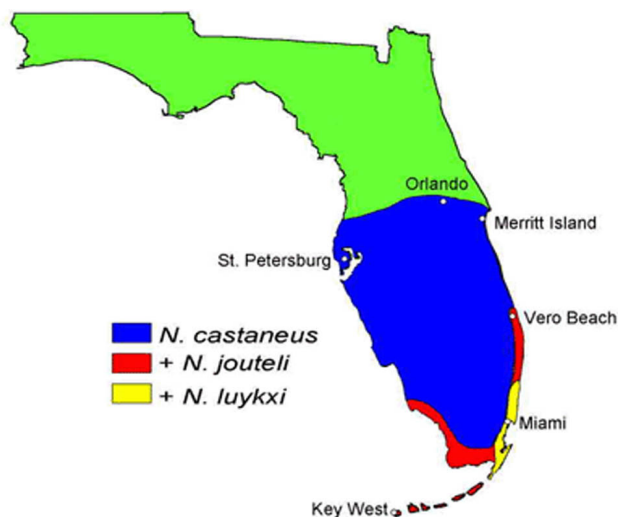 Orlando
Merritt Island
St. Petersburg
Vero Beach
N. castaneus
+ N. jouteli
+ N. luykxi
Miami
Key West